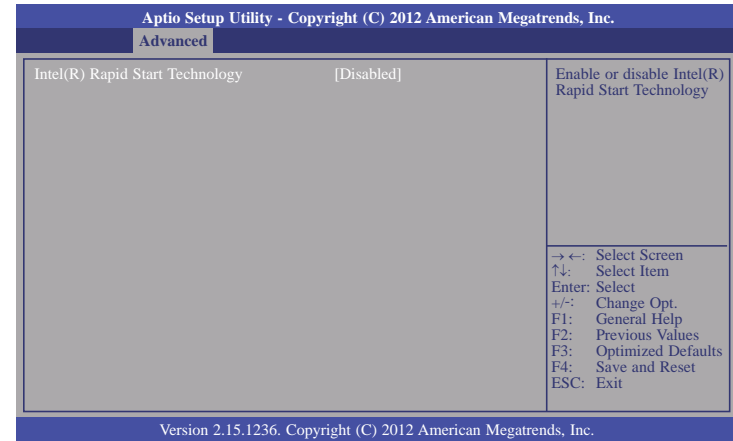 Aptio Setup Utility - Copyright (C) 2012 American Megatrends, Inc.
Advanced
Intel(R) Rapid Start Technology [Disabled]
Enable or disable Intel(R)
Rapid Start Technology
→ ←: Select Screen
↑↓: Select Item
Enter: Select
+/-: Change Opt.
F1: General Help
F2: Previous Values
F3: Optimized Defaults
F4: Save and Reset
ESC: Exit
Version 2.15.1236. Copyright (C) 2012 American Megatrends, Inc.